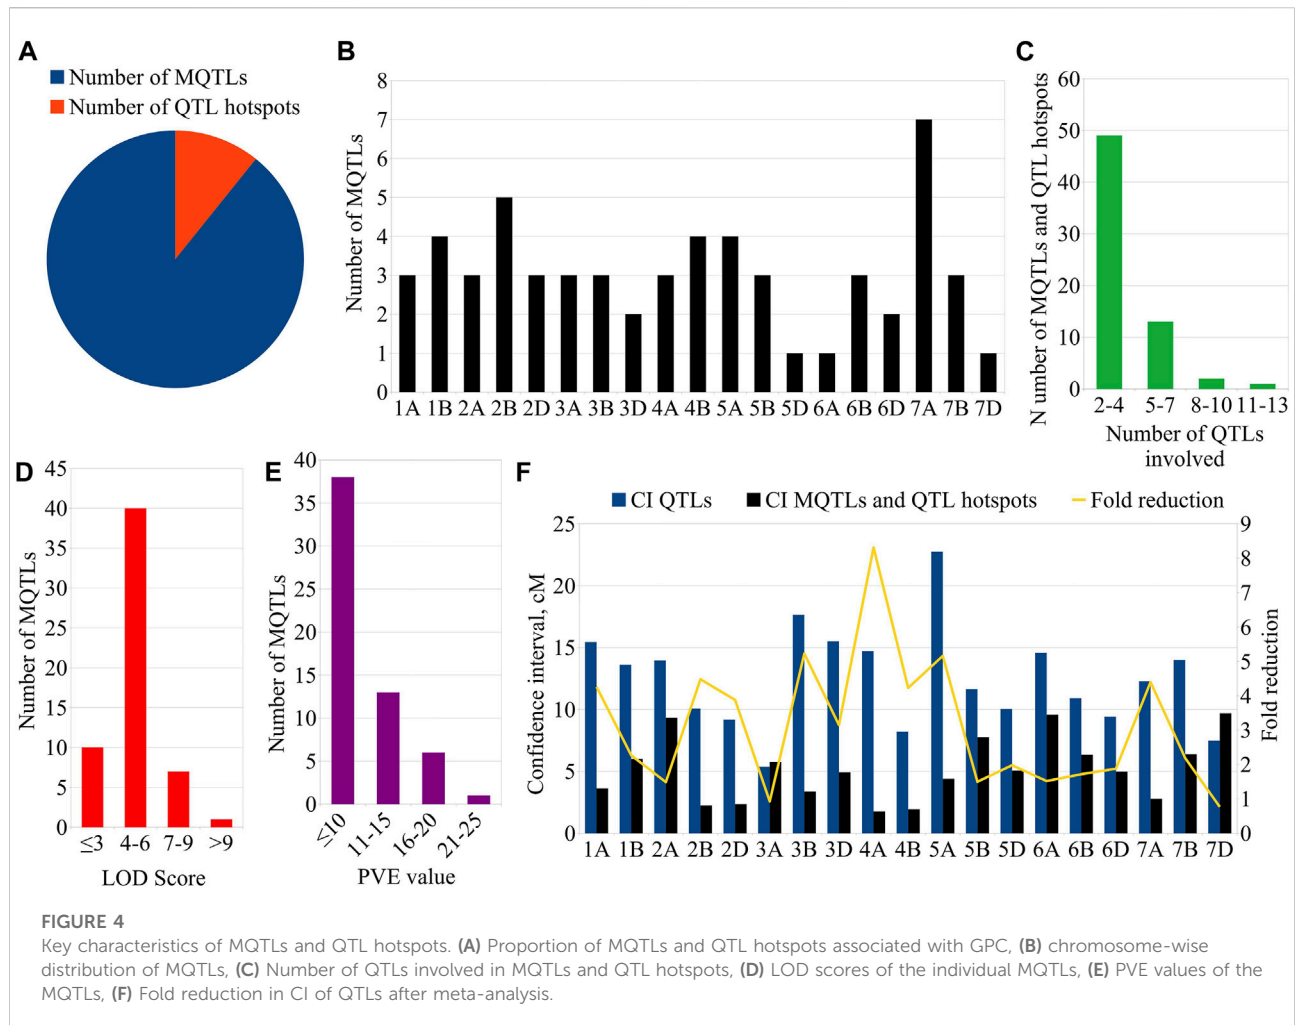 A
Number of MQTLs
Number of QTL hotspots
B
Number of MQTLs
8
7
6
5
4
3
2
1
0
1A 1B 2A 2B 2D 3A 3B 3D 4A 4B 5A 5B 5D 6A 6B 6D 7A 7B 7D
C
N umber of MQTLs and QTL hotspots
60
50
40
30
20
10
0
2-4 5-7 8-10 11-13
Number of QTLs
involved
D
Number of MQTLs
45
40
35
30
25
20
15
10
5
0
≤3 4-6 7-9 >9
LOD Score
E
Number of MQTLs
40
35
30
25
20
15
10
5
0
≤10 11-15 16-20 21-25
PVE value
F
CI QTLs CI MQTLs and QTL hotspots Fold reduction
Confidence interval, cM
25
20
15
10
5
0
9
8
7
6
5
4
3
2
1
0
Fold reduction
1A 1B 2A 2B 2D 3A 3B 3D 4A 4B 5A 5B 5D 6A 6B 6D 7A 7B 7D
FIGURE 4
Key characteristics of MQTLs and QTL hotspots. (A) Proportion of MQTLs and QTL hotspots associated with GPC, (B) chromosome-wise
distribution of MQTLs, (C) Number of QTLs involved in MQTLs and QTL hotspots, (D) LOD scores of the individual MQTLs, (E) PVE values of the
MQTLs, (F) Fold reduction in CI of QTLs after meta-analysis.